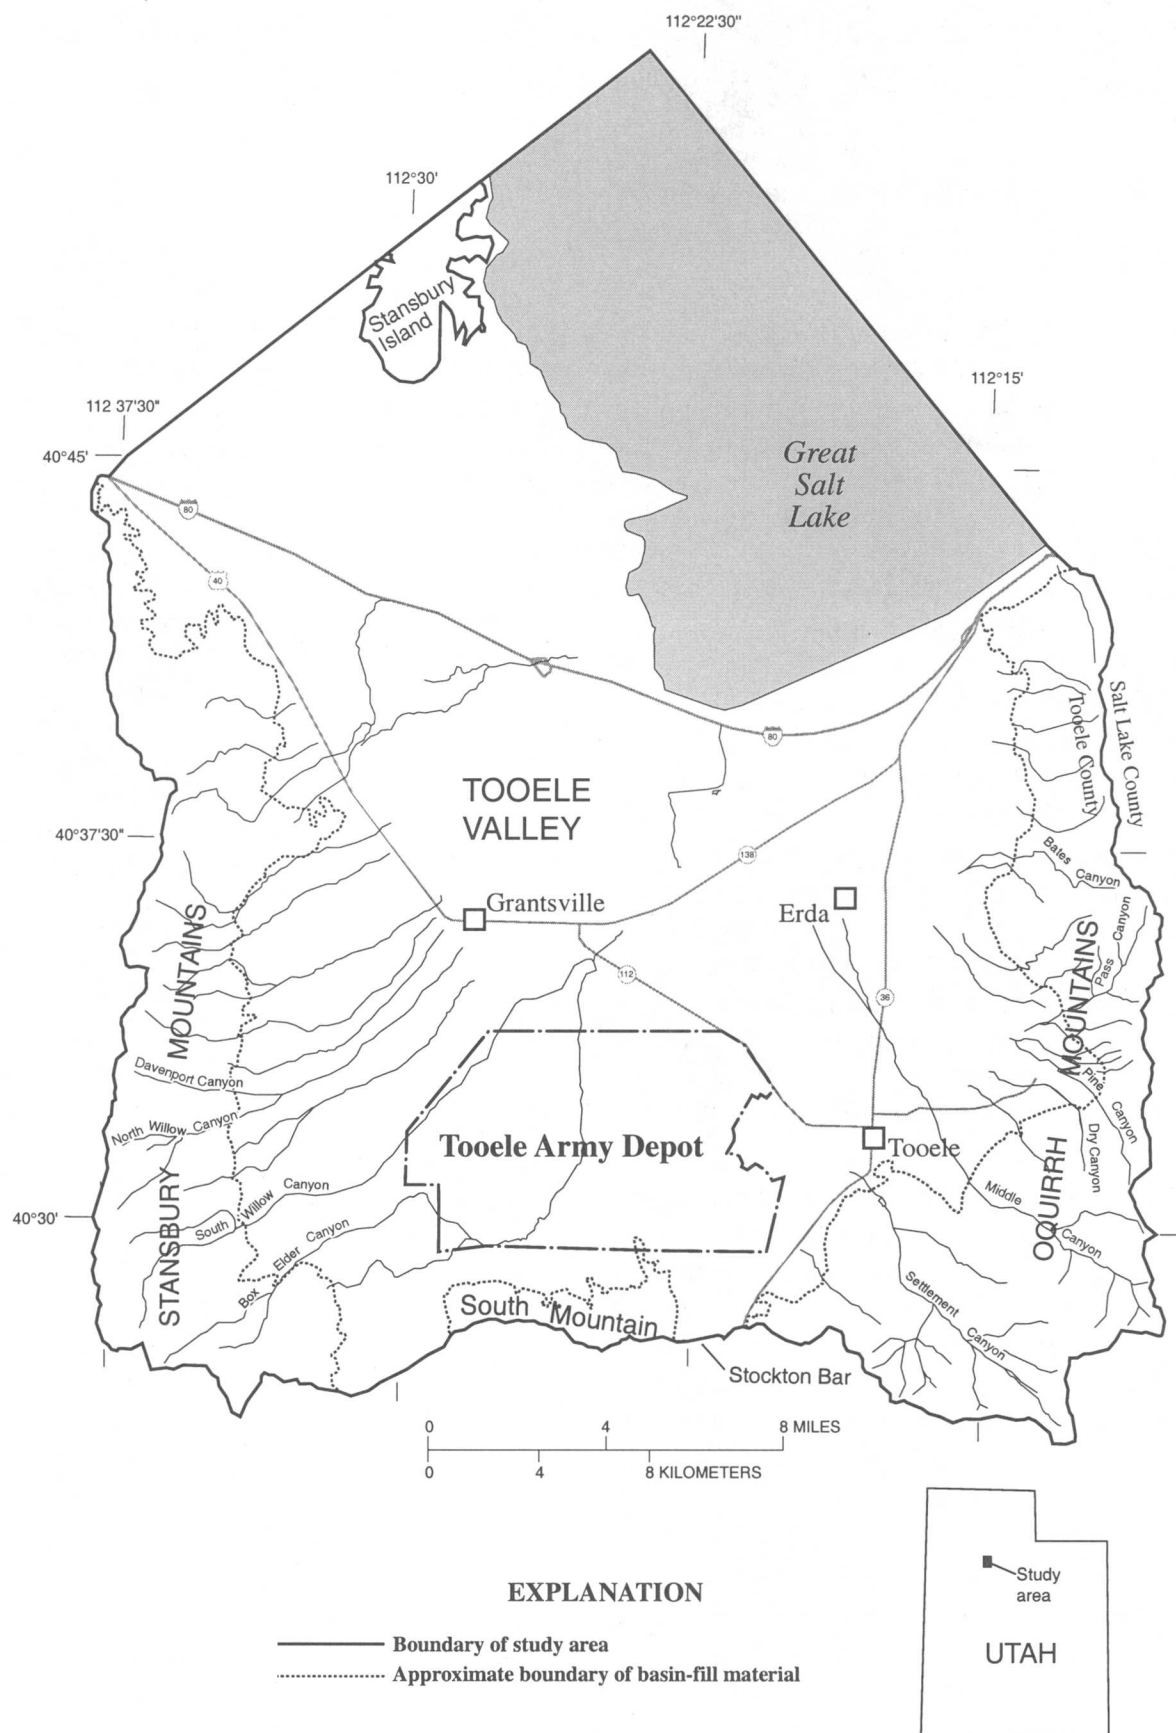 112°22'30"
112°30'
Stansbury
Island
112°15'
112 37'30"
40°45'
Great
Salt
Lake
80
40
80
Tooele County
Salt Lake County
TOOELE
VALLEY
40°37'30"
138
Bates Canyon
Grantsville
Erda
MOUNTAINS
MOUNTAINS
Pass Canyon
112
36
Davenport Canyon
Pine Canyon
North Willow Canyon
Tooele Army Depot
Tooele
Dry Canyon
South Willow Canyon
Middle Canyon
OQUIRRH
STANSBURY
40°30'
Box Elder Canyon
Settlement Canyon
South Mountain
Stockton Bar
0 4 8 MILES
0 4 8 KILOMETERS
Study
area
UTAH
EXPLANATION
Boundary of study area
Approximate boundary of basin-fill material